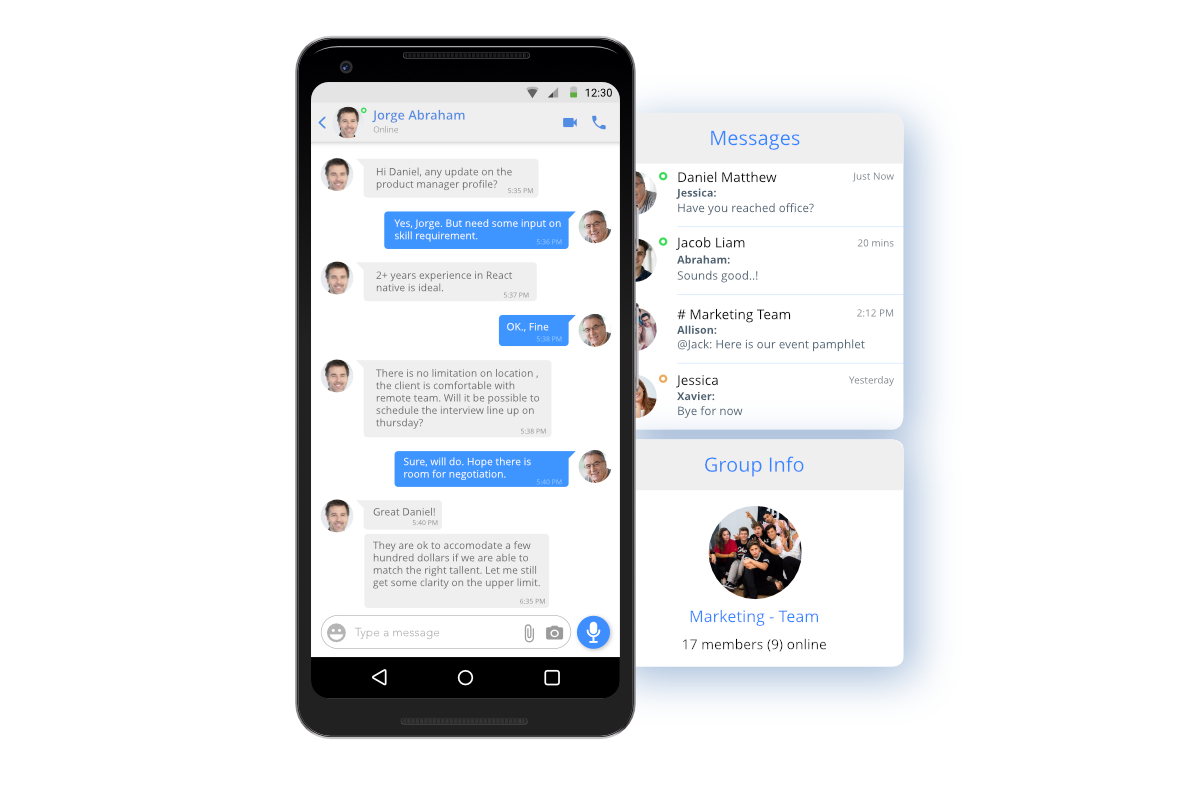 12:30
Jorge Abraham
Online
Hi Daniel, any update on the
product manager profile?
5:35 PM
Yes, Jorge. But need some input on
skill requirement.
5:36 PM
2+ years experience in React
native is ideal.
5:37 PM
OK., Fine
5:38 PM
There is no limitation on location ,
the client is comfortable with
remote team. Will it be possible to
schedule the interview line up on
thursday?
5:38 PM
Sure, will do. Hope there is
room for negotiation.
5:40 PM
Great Daniel!
5:40 PM
They are ok to accomodate a few
hundred dollars if we are able to
match the right tallent. Let me still
get some clarity on the upper limit.
6:35 PM
Type a message
Messages
Daniel Matthew
Just Now
Jessica:
Have you reached office?
Jacob Liam
20 mins
Abraham:
Sounds good..!
# Marketing Team
2:12 PM
Allison:
@Jack: Here is our event pamphlet
Jessica
Yesterday
Xavier:
Bye for now
Group Info
Marketing - Team
17 members (9) online